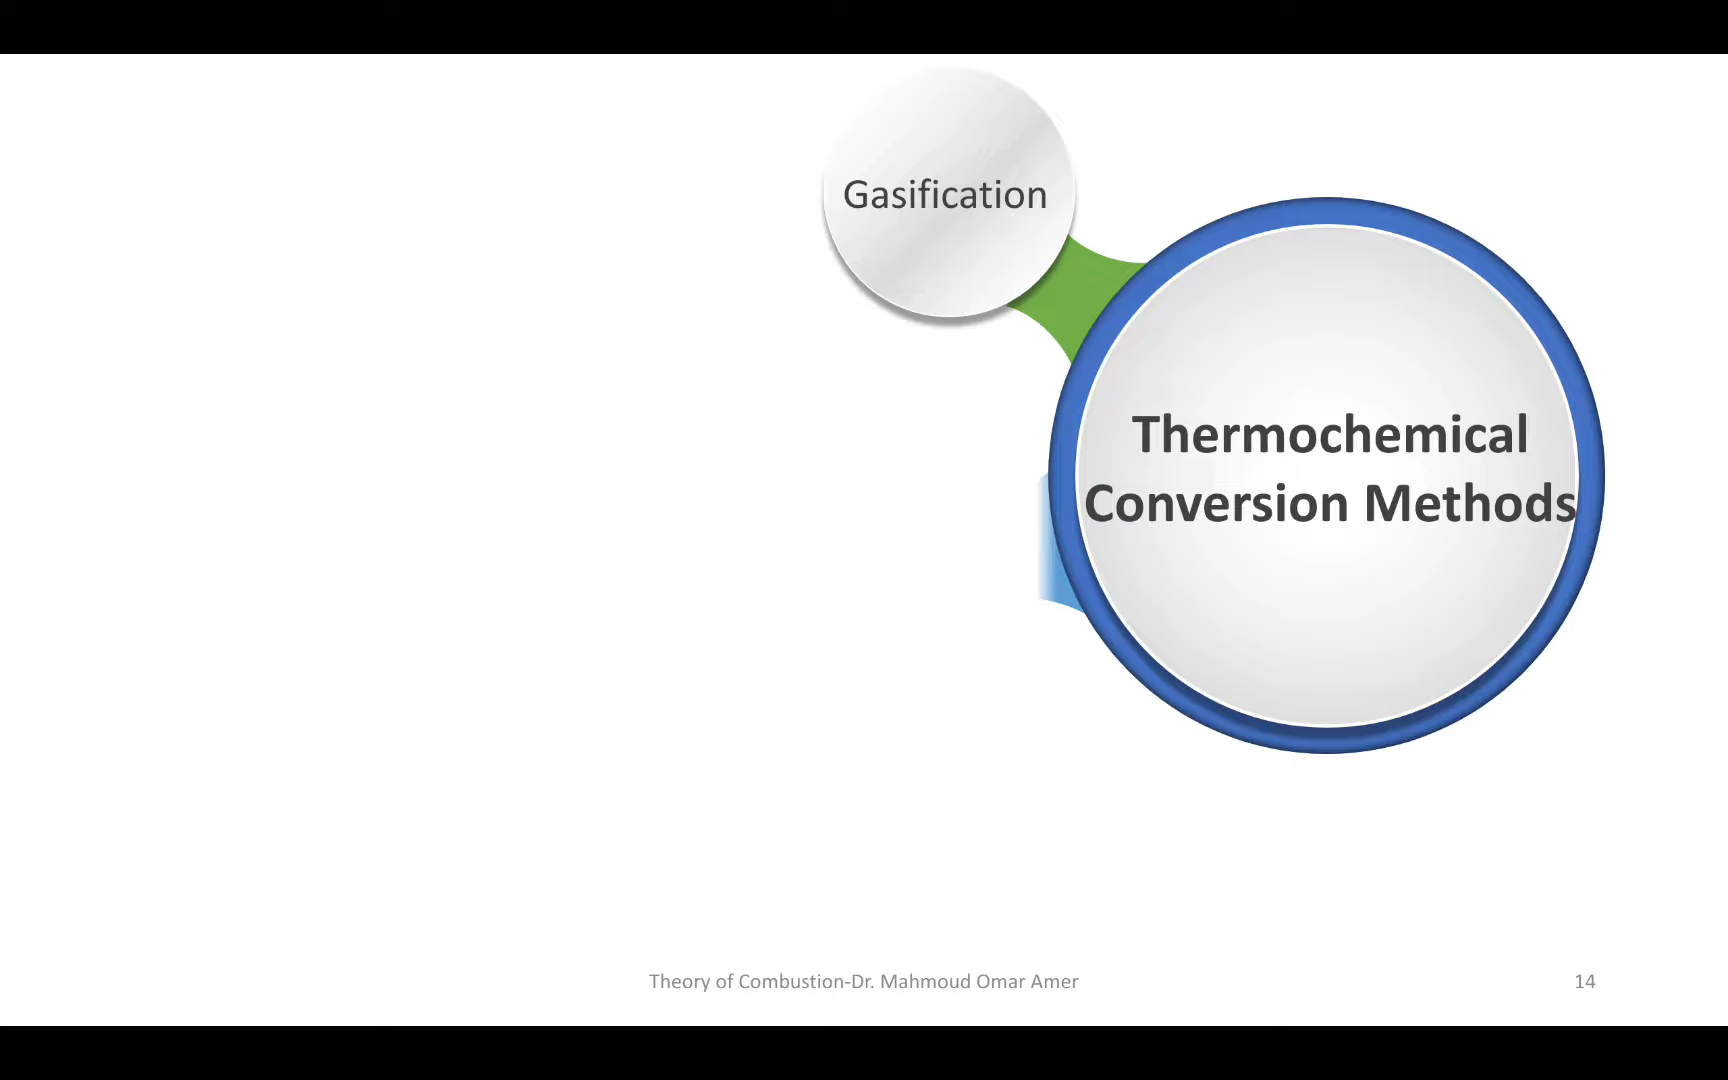 Gasification
Thermochemical
Conversion Methods
Theory of Combustion-Dr. Mahmoud Omar Amer
14